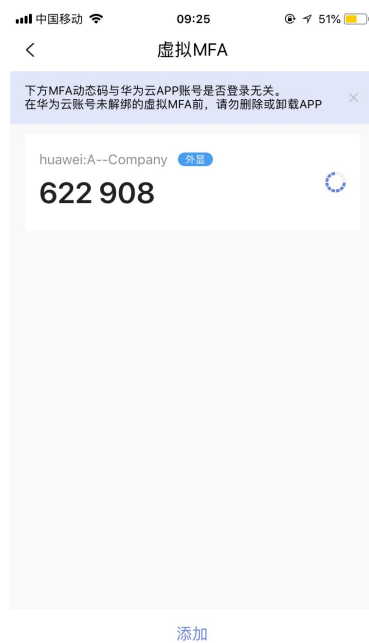 中国移动 09:25 51%
虚拟MFA
下方MFA动态码与华为云APP账号是否登录无关。
在华为云账号未解绑的虚拟MFA前，请勿删除或卸载APP
huawei:A--Company 外显
622 908
添加